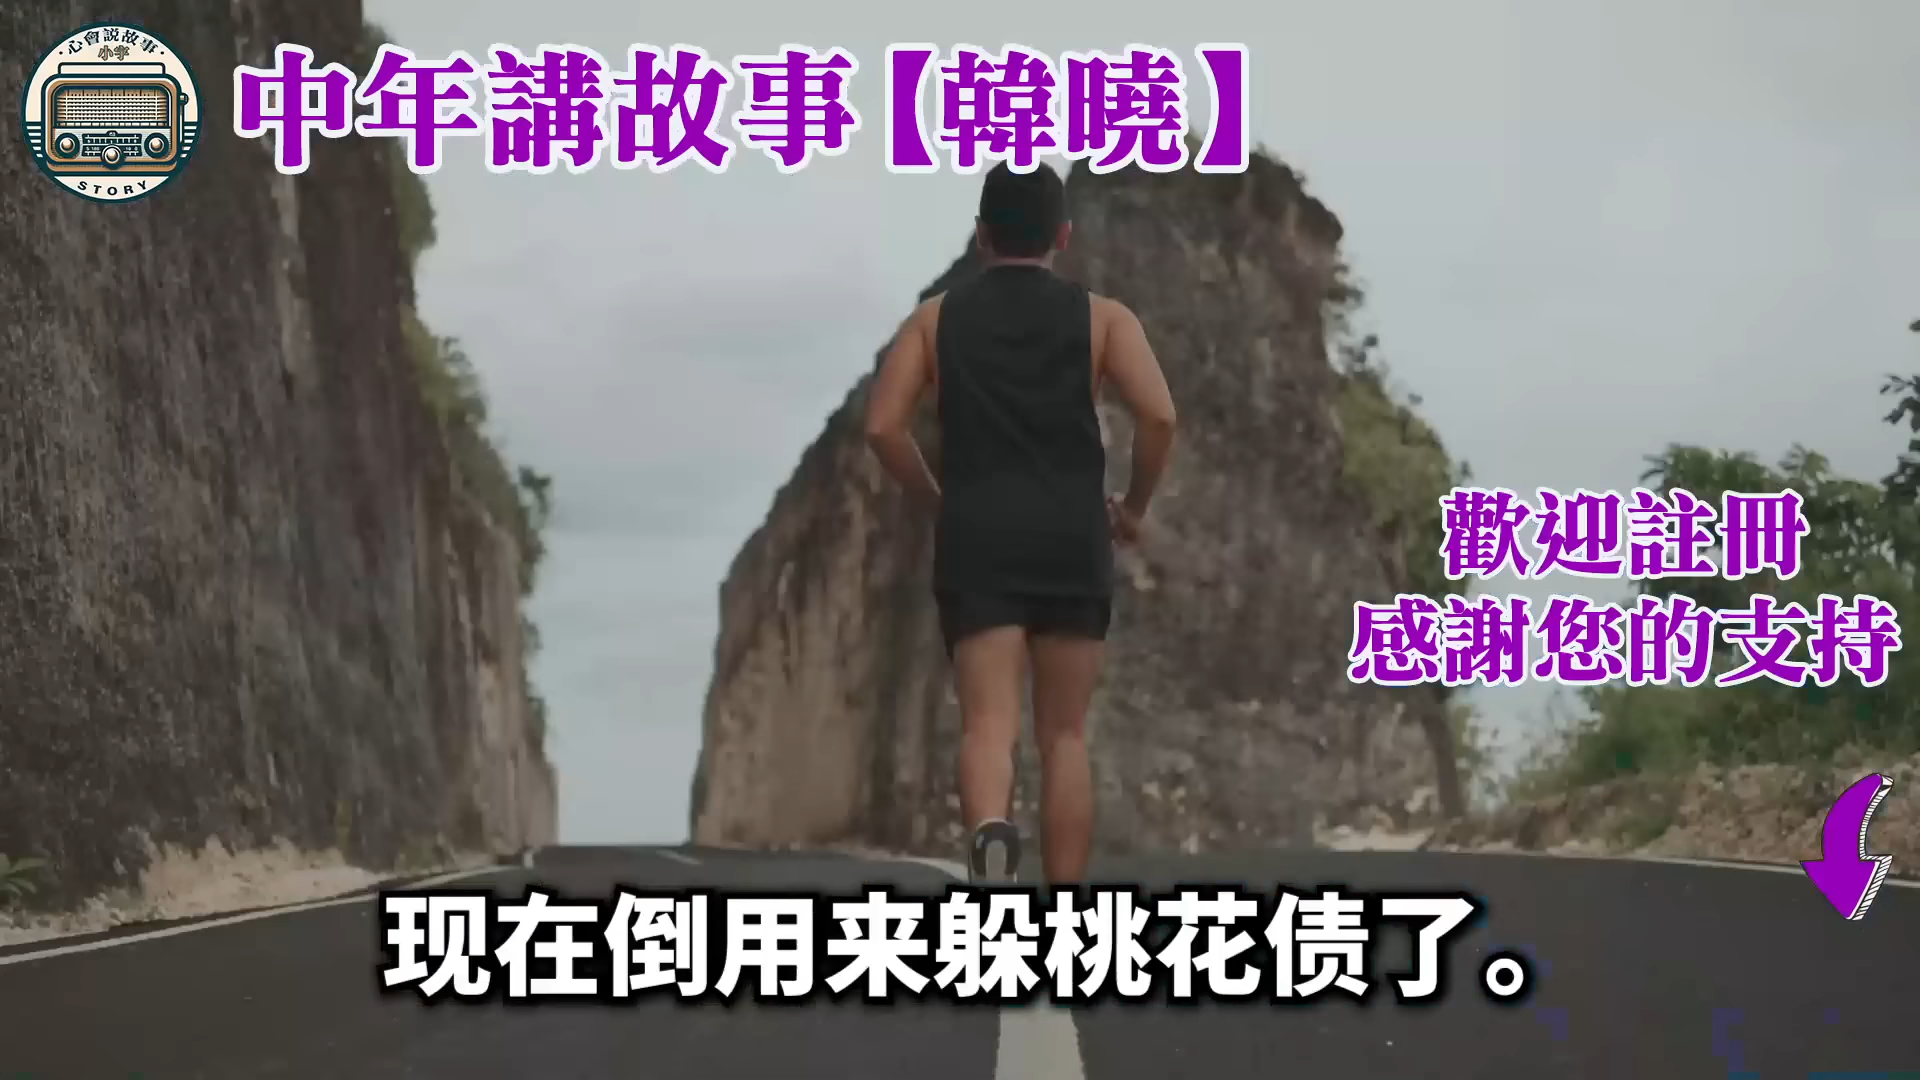 心會説故事
小宇
STORY
中年講故事【韓曉】
歡迎註冊
感謝您的支持
现在倒用来躲桃花债了。